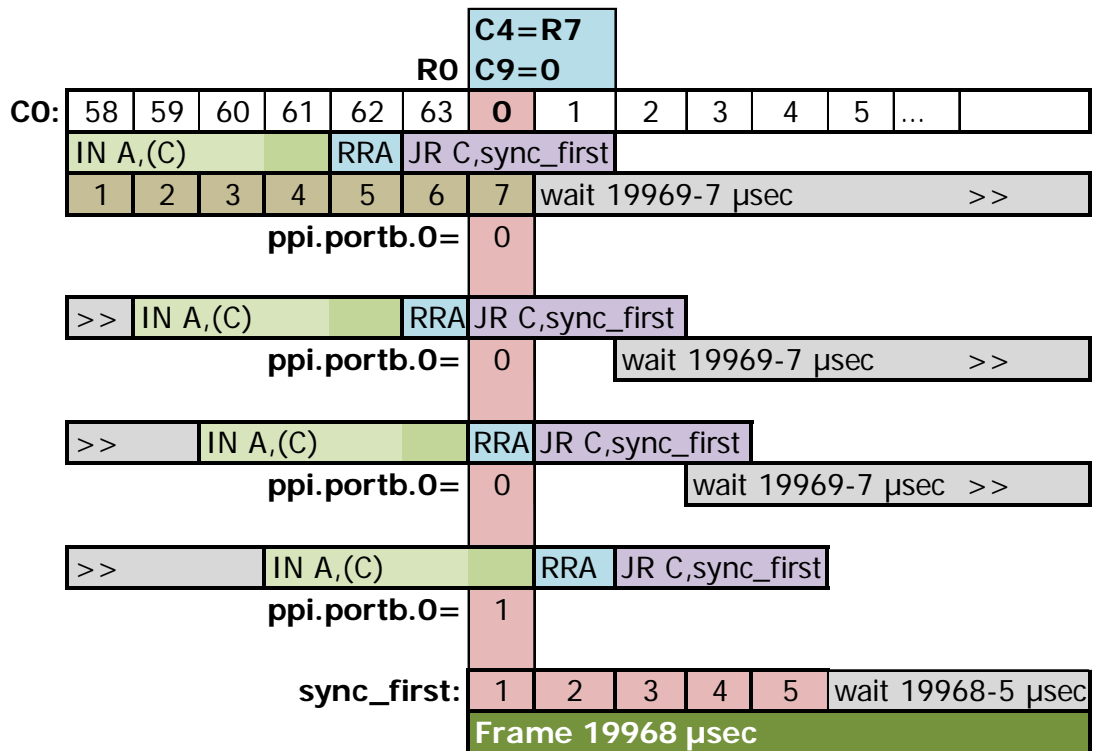 C4=R7
R0 C9=0
C0: 58 59 60 61 62 63 0 1 2 3 4 5 ...
IN A,(C) RRA JR C,sync_first
1 2 3 4 5 6 7 wait 19969-7 µsec >>
ppi.portb.0= 0
>> IN A,(C) RRA JR C,sync_first
ppi.portb.0= 0 wait 19969-7 µsec >>
>> IN A,(C) RRA JR C,sync_first
ppi.portb.0= 0 wait 19969-7 µsec >>
>> IN A,(C) RRA JR C,sync_first
ppi.portb.0= 1
sync_first: 1 2 3 4 5 wait 19968-5 µsec
Frame 19968 µsec